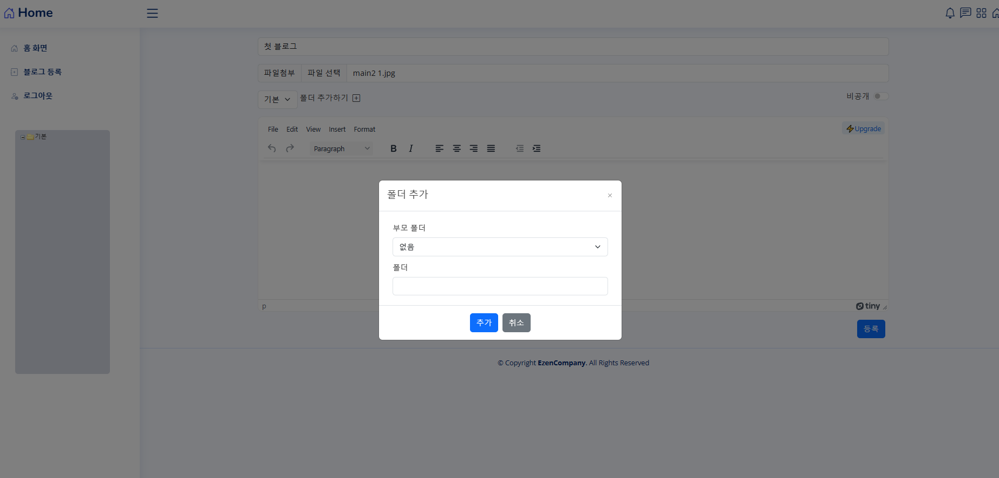 Home
홈 화면
블로그 등록
로그아웃
기본
첫 블로그
파일첨부 파일 선택 main2 1.jpg
기본 폴더 추가하기 비공개
File Edit View Insert Format Upgrade
Paragraph B I
폴더 추가 ×
부모 폴더
없음
폴더
추가 취소
p tiny
등록
© Copyright EzenCompany. All Rights Reserved